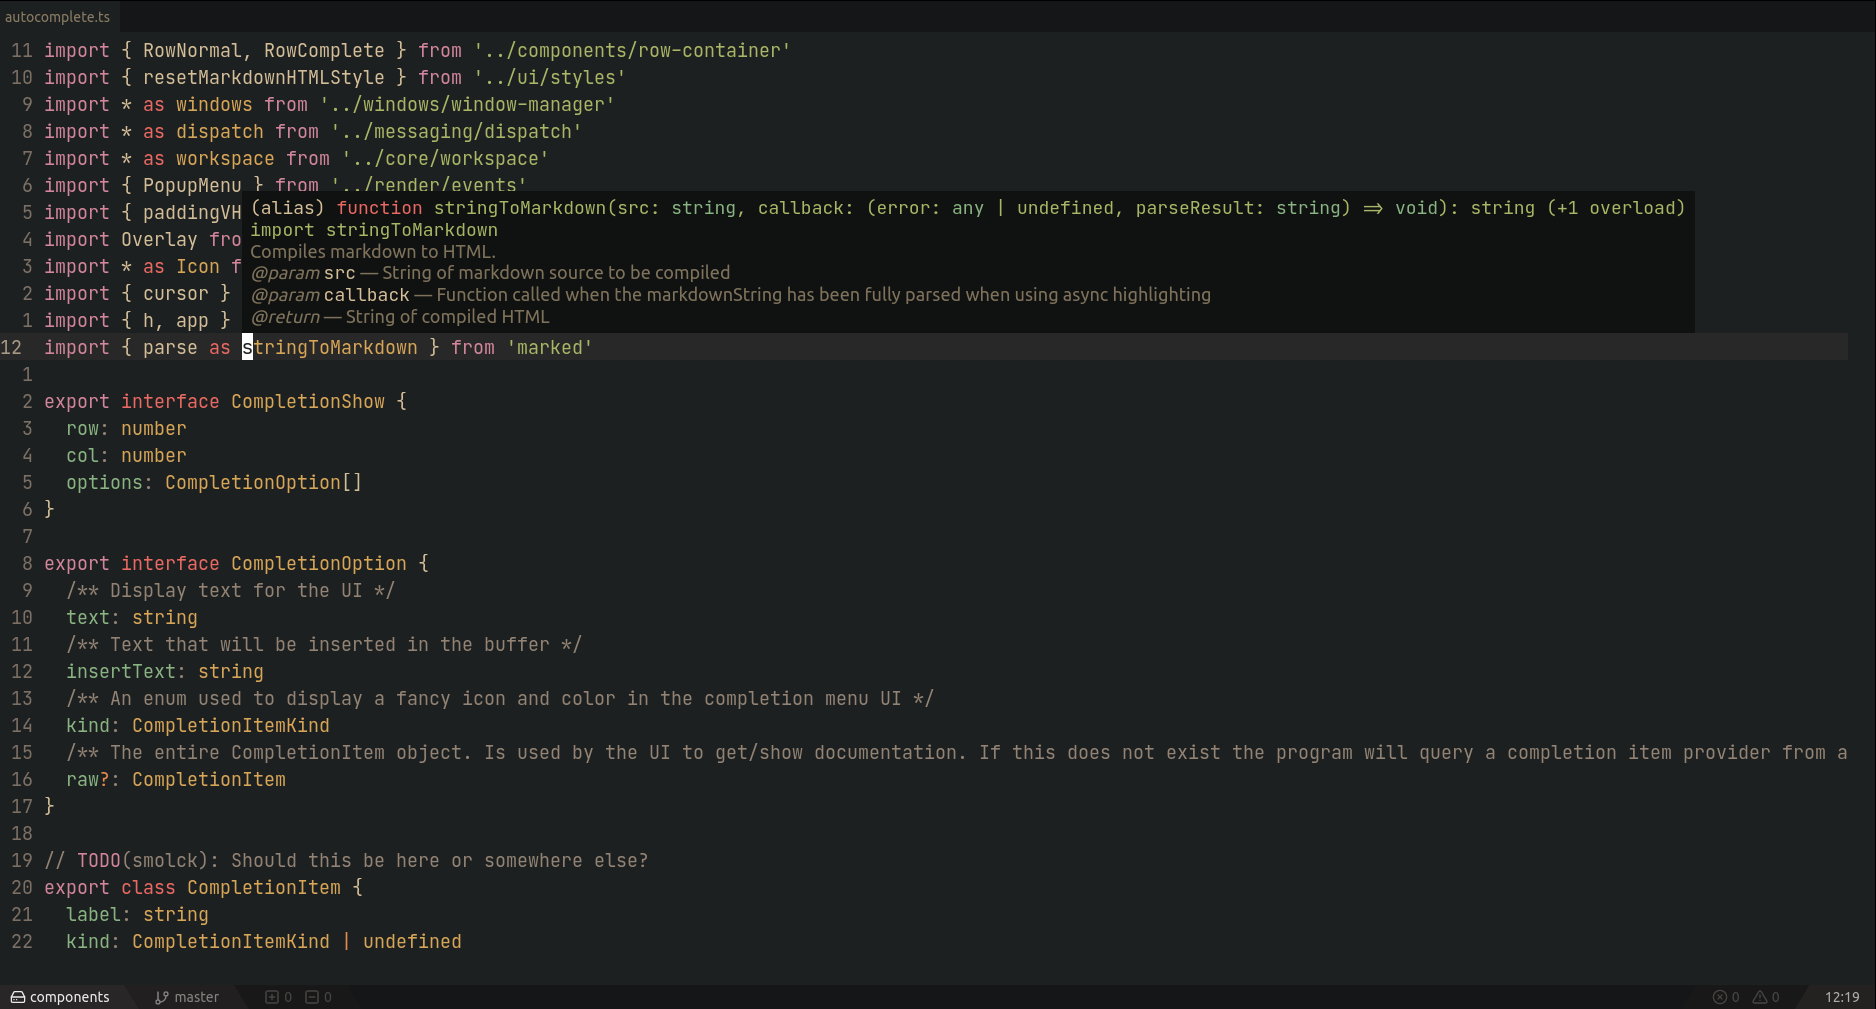 autocomplete.ts
11 import { RowNormal, RowComplete } from '../components/row-container'
10 import { resetMarkdownHTMLStyle } from '../ui/styles'
9 import * as windows from '../windows/window-manager'
8 import * as dispatch from '../messaging/dispatch'
7 import * as workspace from '../core/workspace'
6 import { PopupMenu } from '../render/events'
5 import { paddingVH
4 import Overlay fro
3 import * as Icon f
2 import { cursor }
1 import { h, app }
(alias) function stringToMarkdown(src: string, callback: (error: any | undefined, parseResult: string) => void): string (+1 overload)
import stringToMarkdown
Compiles markdown to HTML.
@param src — String of markdown source to be compiled
@param callback — Function called when the markdownString has been fully parsed when using async highlighting
@return — String of compiled HTML
12 import { parse as stringToMarkdown } from 'marked'
1
2 export interface CompletionShow {
3   row: number
4   col: number
5   options: CompletionOption[]
6 }
7
8 export interface CompletionOption {
9   /** Display text for the UI */
10   text: string
11   /** Text that will be inserted in the buffer */
12   insertText: string
13   /** An enum used to display a fancy icon and color in the completion menu UI */
14   kind: CompletionItemKind
15   /** The entire CompletionItem object. Is used by the UI to get/show documentation. If this does not exist the program will query a completion item provider from a
16   raw?: CompletionItem
17 }
18
19 // TODO(smolck): Should this be here or somewhere else?
20 export class CompletionItem {
21   label: string
22   kind: CompletionItemKind | undefined
components master 0 0 0 0 12:19